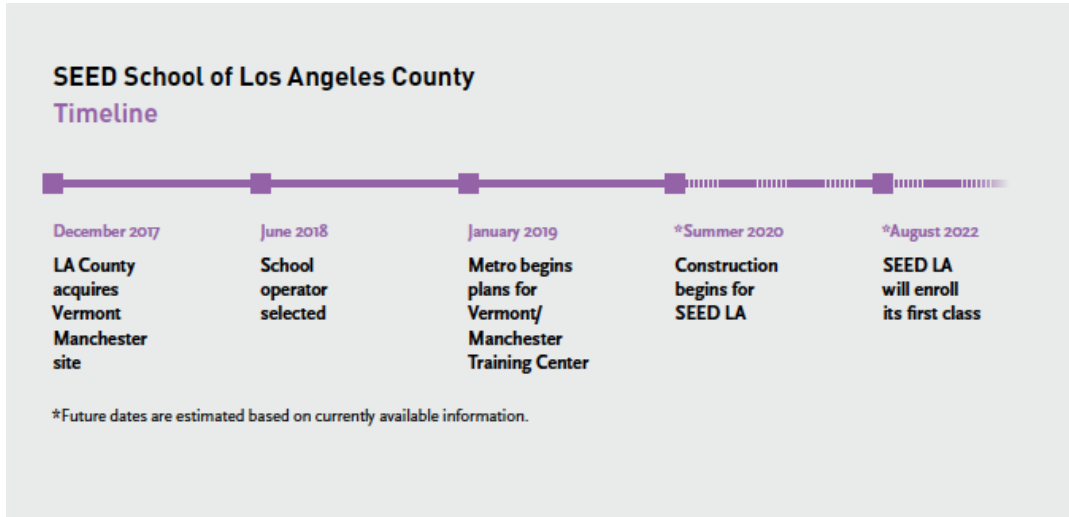 SEED School of Los Angeles County
Timeline
December 2017
LA County
acquires
Vermont
Manchester
site
June 2018
School
operator
selected
January 2019
Metro begins
plans for
Vermont/
Manchester
Training Center
*Summer 2020
Construction
begins for
SEED LA
*August 2022
SEED LA
will enroll
its first class
*Future dates are estimated based on currently available information.